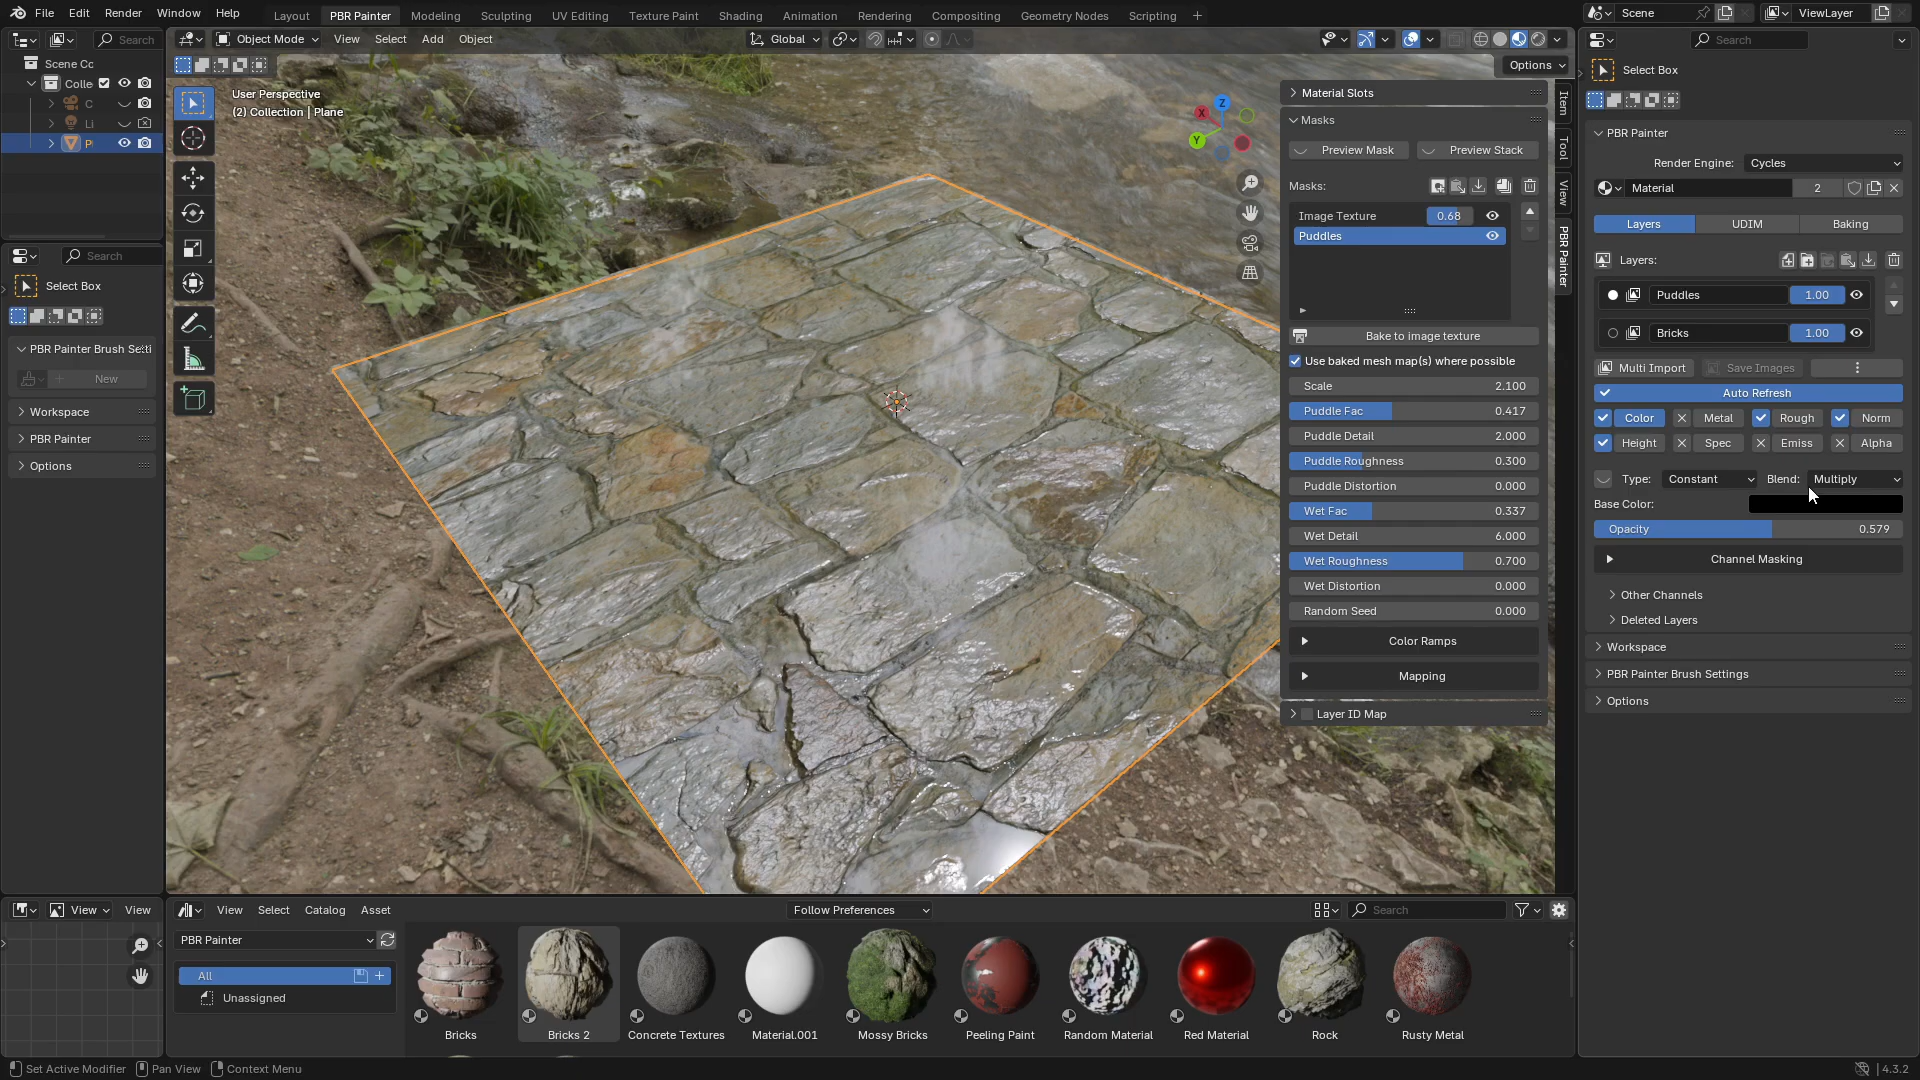 File Edit Render Window Help
Layout PBR Painter Modeling Sculpting UV Editing Texture Paint Shading Animation Rendering Compositing Geometry Nodes Scripting +
Scene
ViewLayer
Search
Scene Cc
Colle
C
Li
P
Search
Select Box
PBR Painter Brush Setti
New
Workspace
PBR Painter
Options
Object Mode View Select Add Object
Global
Options
User Perspective
(2) Collection | Plane
X
Y
Z
Item
Tool
View
PBR Painter
Material Slots
Masks
Preview Mask Preview Stack
Masks:
Image Texture 0.68
Puddles
Bake to image texture
Use baked mesh map(s) where possible
Scale 2.100
Puddle Fac 0.417
Puddle Detail 2.000
Puddle Roughness 0.300
Puddle Distortion 0.000
Wet Fac 0.337
Wet Detail 6.000
Wet Roughness 0.700
Wet Distortion 0.000
Random Seed 0.000
Color Ramps
Mapping
Layer ID Map
Search
Select Box
PBR Painter
Render Engine: Cycles
Material 2
Layers UDIM Baking
Layers:
Puddles 1.00
Bricks 1.00
Multi Import Save Images
Auto Refresh
Color Metal Rough Norm
Height Spec Emiss Alpha
Type: Constant Blend: Multiply
Base Color:
Opacity 0.579
Channel Masking
Other Channels
Deleted Layers
Workspace
PBR Painter Brush Settings
Options
View View
View Select Catalog Asset
Follow Preferences
Search
PBR Painter
All
Unassigned
Bricks Bricks 2 Concrete Textures Material.001 Mossy Bricks Peeling Paint Random Material Red Material Rock Rusty Metal
Set Active Modifier Pan View Context Menu
4.3.2